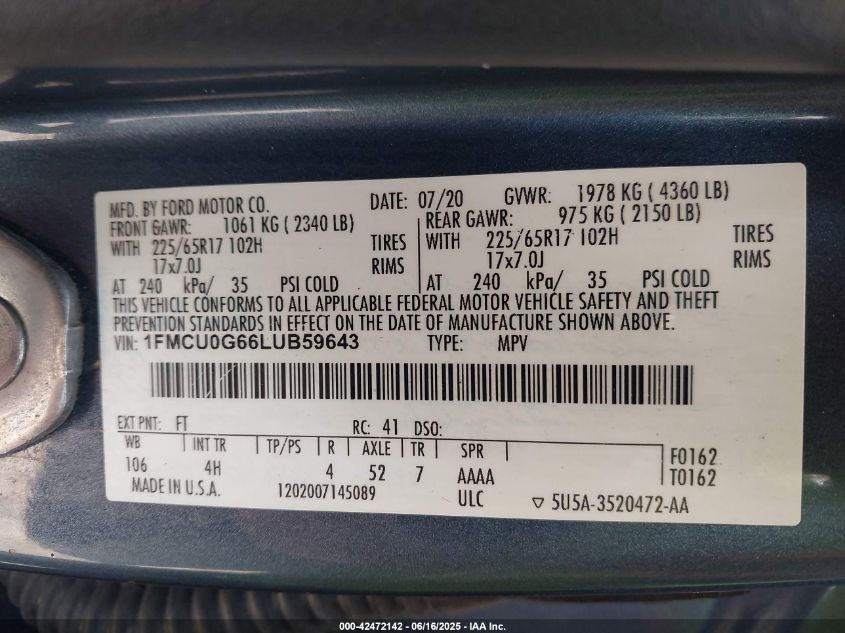 MFD. BY FORD MOTOR CO. DATE: 07/20 GVWR: 1978 KG ( 4360 LB)
FRONT GAWR: 1061 KG ( 2340 LB) REAR GAWR: 975 KG ( 2150 LB)
WITH 225/65R17 102H TIRES WITH 225/65R17 102H TIRES
17x7.0J RIMS 17x7.0J RIMS
AT 240 kPa/ 35 PSI COLD AT 240 kPa/ 35 PSI COLD
THIS VEHICLE CONFORMS TO ALL APPLICABLE FEDERAL MOTOR VEHICLE SAFETY AND THEFT
PREVENTION STANDARDS IN EFFECT ON THE DATE OF MANUFACTURE SHOWN ABOVE.
VIN: 1FMCU0G66LUB59643 TYPE: MPV
EXT PNT: FT RC: 41 DSO:
WB INT TR TP/PS R AXLE TR SPR F0162
106 4H 4 52 7 AAAA T0162
MADE IN U.S.A. 1202007145089 ULC ▽ 5U5A-3520472-AA
000-42472142 - 06/16/2025 - IAA Inc.